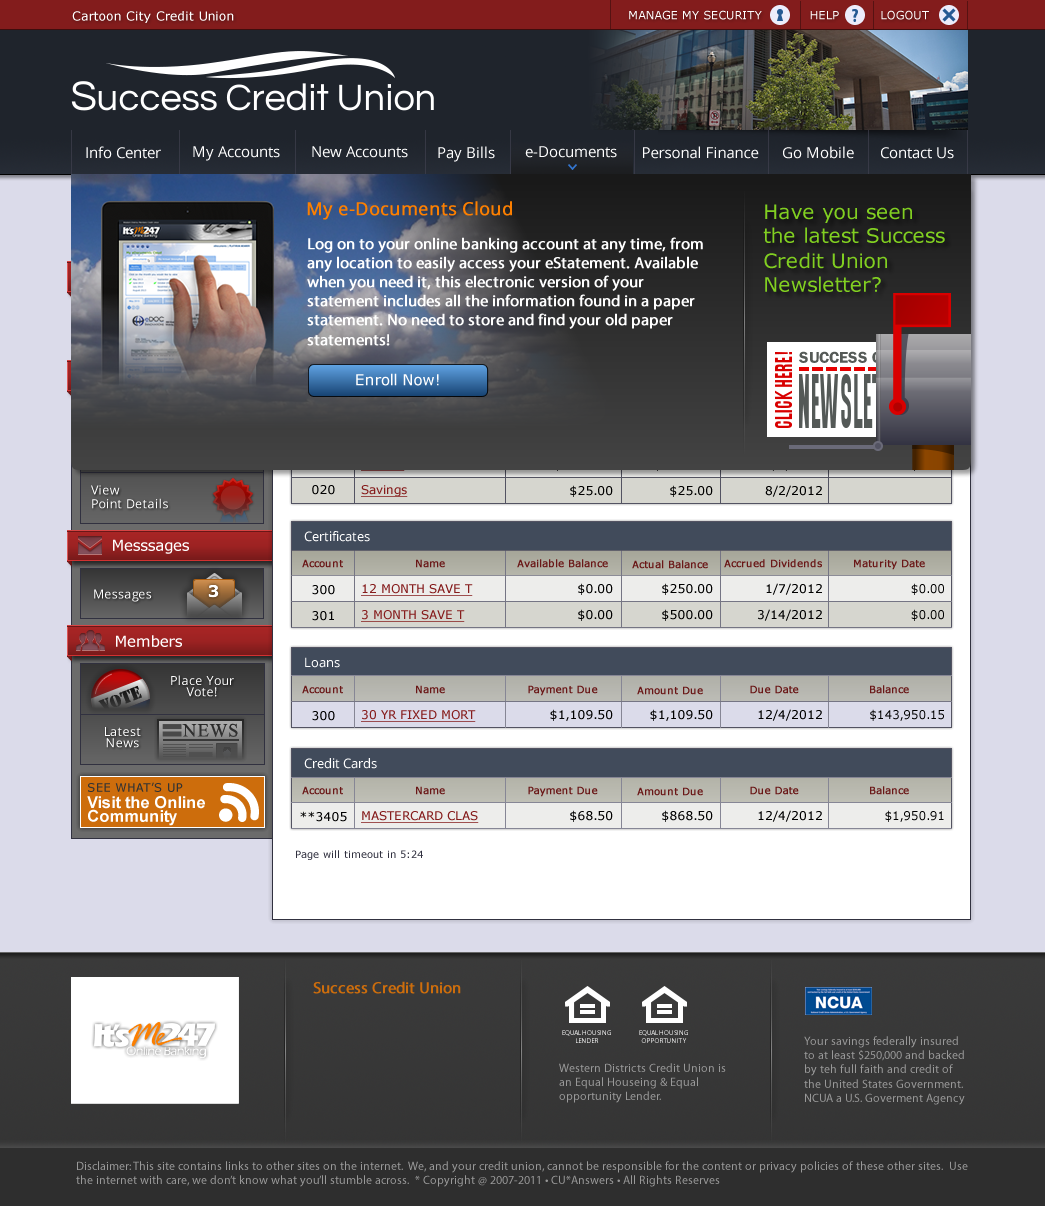 Cartoon City Credit Union
MANAGE MY SECURITY
HELP ?
LOGOUT
Success Credit Union
Info Center
My Accounts
New Accounts
Pay Bills
e-Documents
Personal Finance
Go Mobile
Contact Us
It'sMe247
eDOC
My e-Documents Cloud
Log on to your online banking account at any time, from
any location to easily access your eStatement. Available
when you need it, this electronic version of your
statement includes all the information found in a paper
statement. No need to store and find your old paper
statements!
Enroll Now!
Have you seen
the latest Success
Credit Union
Newsletter?
CLICK HERE!
SUCCESS C
NEWSLET
View
Point Details
Messsages
Messages
3
Members
VOTE
Place Your
Vote!
Latest
News
NEWS
SEE WHAT'S UP
Visit the Online
Community
020 Savings $25.00 $25.00 8/2/2012
Certificates
Account Name Available Balance Actual Balance Accrued Dividends Maturity Date
300 12 MONTH SAVE T $0.00 $250.00 1/7/2012 $0.00
301 3 MONTH SAVE T $0.00 $500.00 3/14/2012 $0.00
Loans
Account Name Payment Due Amount Due Due Date Balance
300 30 YR FIXED MORT $1,109.50 $1,109.50 12/4/2012 $143,950.15
Credit Cards
Account Name Payment Due Amount Due Due Date Balance
**3405 MASTERCARD CLAS $68.50 $868.50 12/4/2012 $1,950.91
Page will timeout in 5:24
It'sMe247
Online Banking
Success Credit Union
EQUAL HOUSING
LENDER
EQUAL HOUSING
OPPORTUNITY
Western Districts Credit Union is
an Equal Houseing & Equal
opportunity Lender.
NCUA
Your savings federally insured
to at least $250,000 and backed
by teh full faith and credit of
the United States Government.
NCUA a U.S. Goverment Agency
Disclaimer: This site contains links to other sites on the internet. We, and your credit union, cannot be responsible for the content or privacy policies of these other sites. Use
the internet with care, we don't know what you'll stumble across. * Copyright @ 2007-2011 • CU*Answers • All Rights Reserves